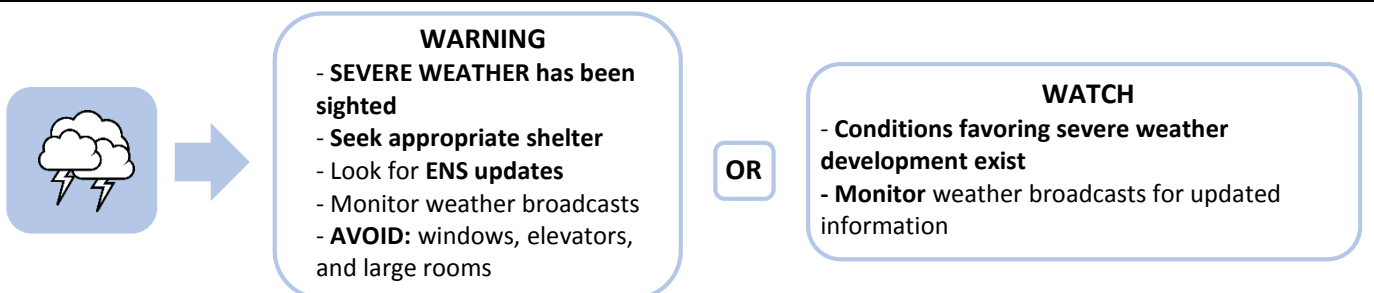 WARNING
- SEVERE WEATHER has been
sighted
- Seek appropriate shelter
- Look for ENS updates
- Monitor weather broadcasts
- AVOID: windows, elevators,
and large rooms
OR
WATCH
- Conditions favoring severe weather
development exist
- Monitor weather broadcasts for updated
information